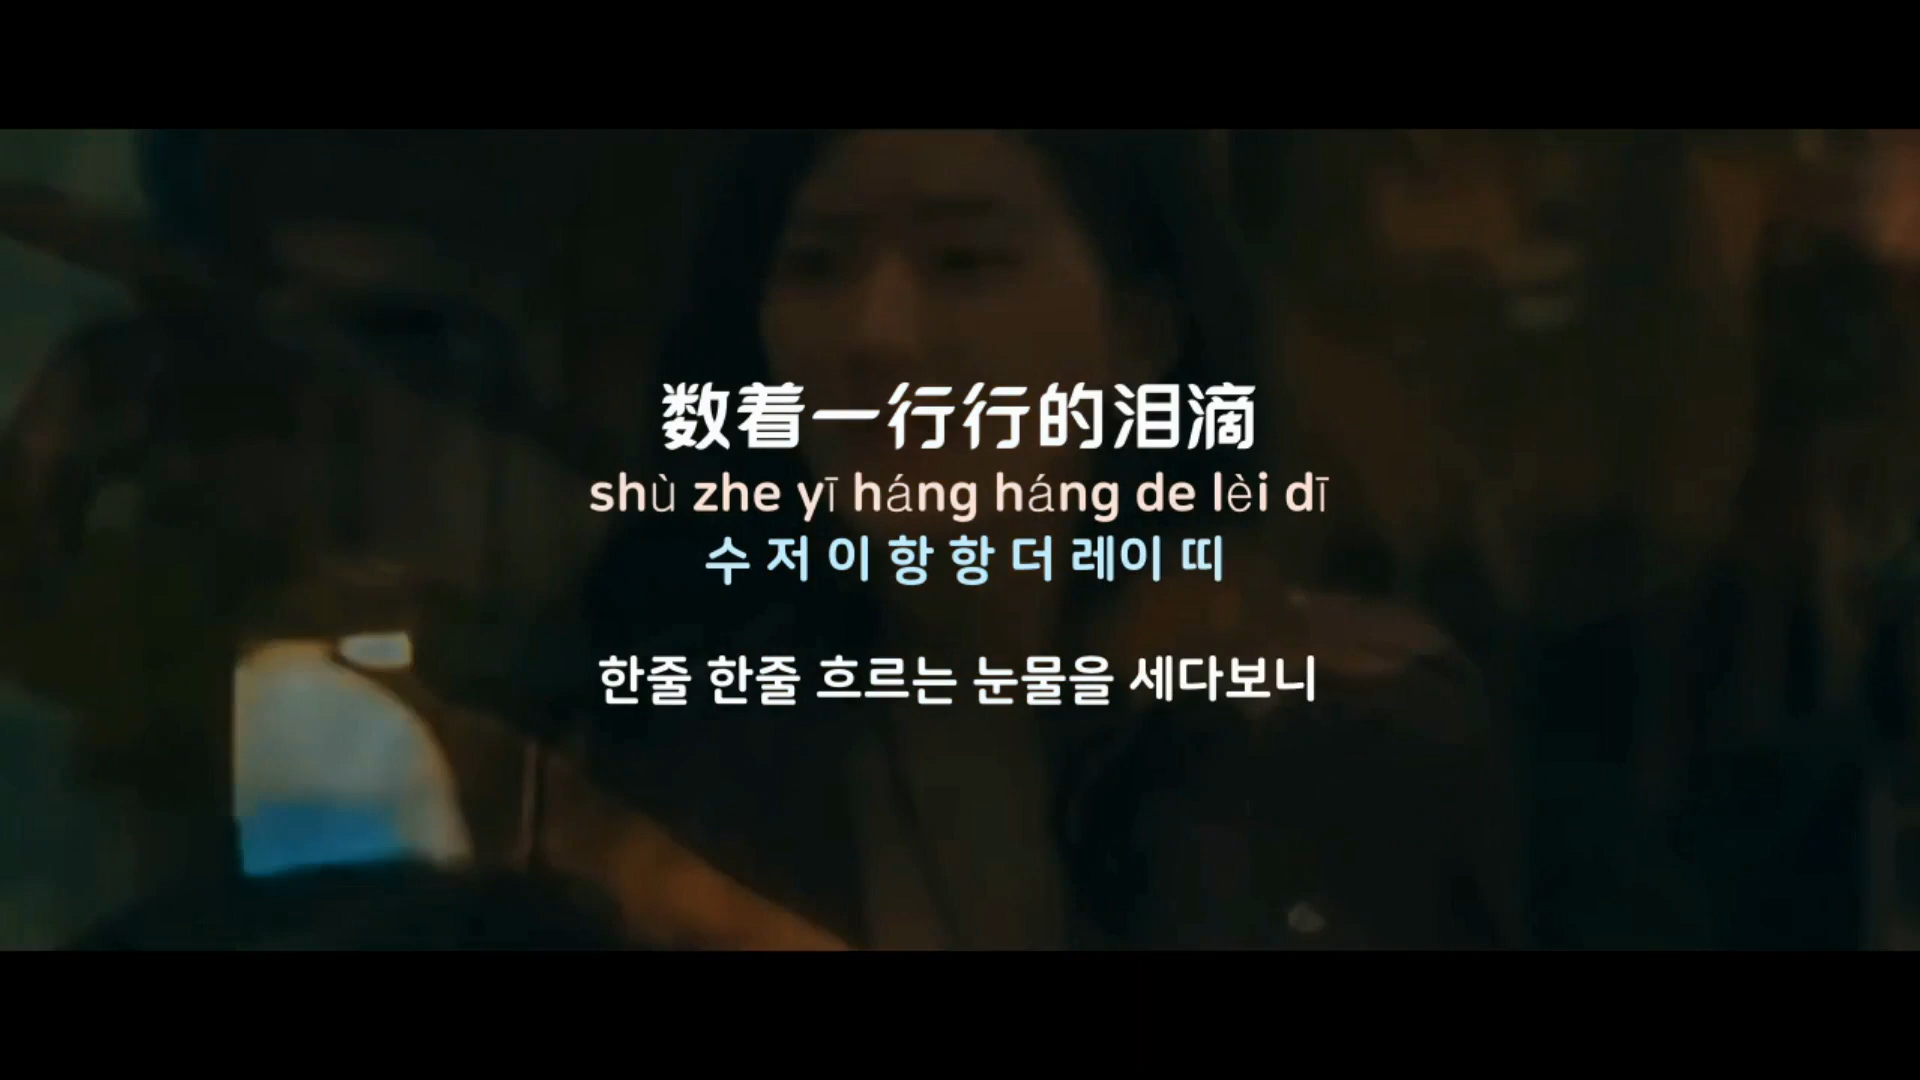 数着一行行的泪滴
shù zhe yī háng háng de lèi dī
수 저 이 항 항 더 레이 띠
한줄 한줄 흐르는 눈물을 세다보니